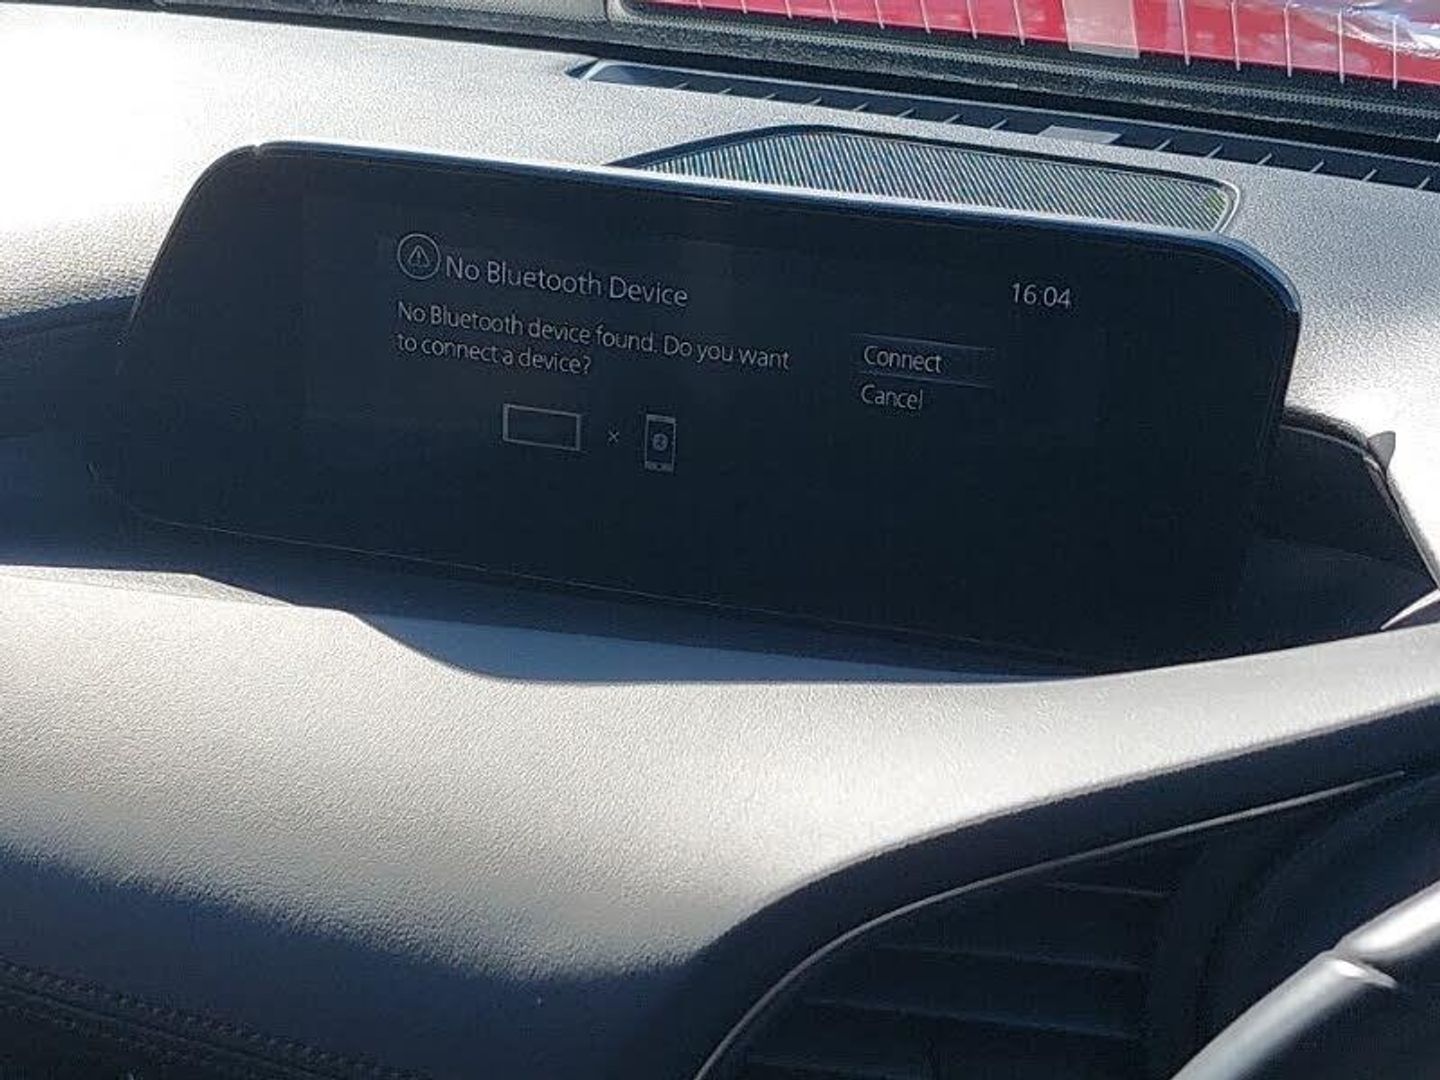 No Bluetooth Device
16:04
No Bluetooth device found. Do you want
to connect a device?
Connect
Cancel